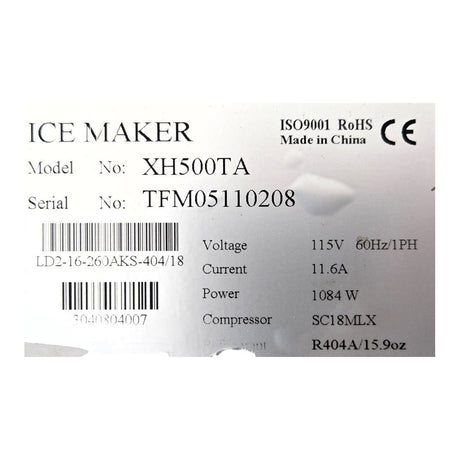 ICE MAKER
ISO9001 RoHS CE
Made in China
Model No: XH500TA
Serial No: TFM05110208
LD2-16-260AKS-404/18
3040804007
Voltage 115V 60Hz/1PH
Current 11.6A
Power 1084 W
Compressor SC18MLX
R404A/15.9oz